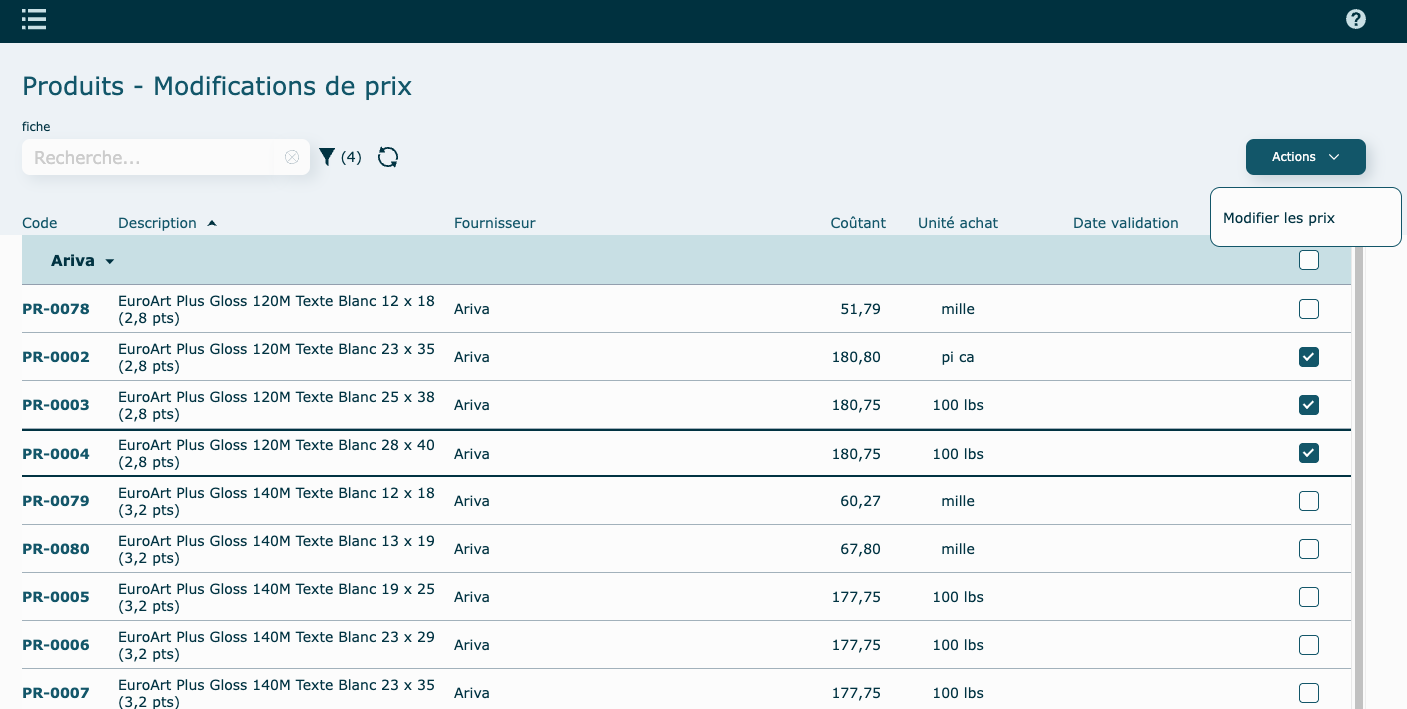 Produits - Modifications de prix
fiche
Recherche...
(4)
Actions
Modifier les prix
Code Description Fournisseur Coûtant Unité achat Date validation
Ariva
PR-0078 EuroArt Plus Gloss 120M Texte Blanc 12 x 18 (2,8 pts) Ariva 51,79 mille
PR-0002 EuroArt Plus Gloss 120M Texte Blanc 23 x 35 (2,8 pts) Ariva 180,80 pi ca
PR-0003 EuroArt Plus Gloss 120M Texte Blanc 25 x 38 (2,8 pts) Ariva 180,75 100 lbs
PR-0004 EuroArt Plus Gloss 120M Texte Blanc 28 x 40 (2,8 pts) Ariva 180,75 100 lbs
PR-0079 EuroArt Plus Gloss 140M Texte Blanc 12 x 18 (3,2 pts) Ariva 60,27 mille
PR-0080 EuroArt Plus Gloss 140M Texte Blanc 13 x 19 (3,2 pts) Ariva 67,80 mille
PR-0005 EuroArt Plus Gloss 140M Texte Blanc 19 x 25 (3,2 pts) Ariva 177,75 100 lbs
PR-0006 EuroArt Plus Gloss 140M Texte Blanc 23 x 29 (3,2 pts) Ariva 177,75 100 lbs
PR-0007 EuroArt Plus Gloss 140M Texte Blanc 23 x 35 (3,2 pts) Ariva 177,75 100 lbs